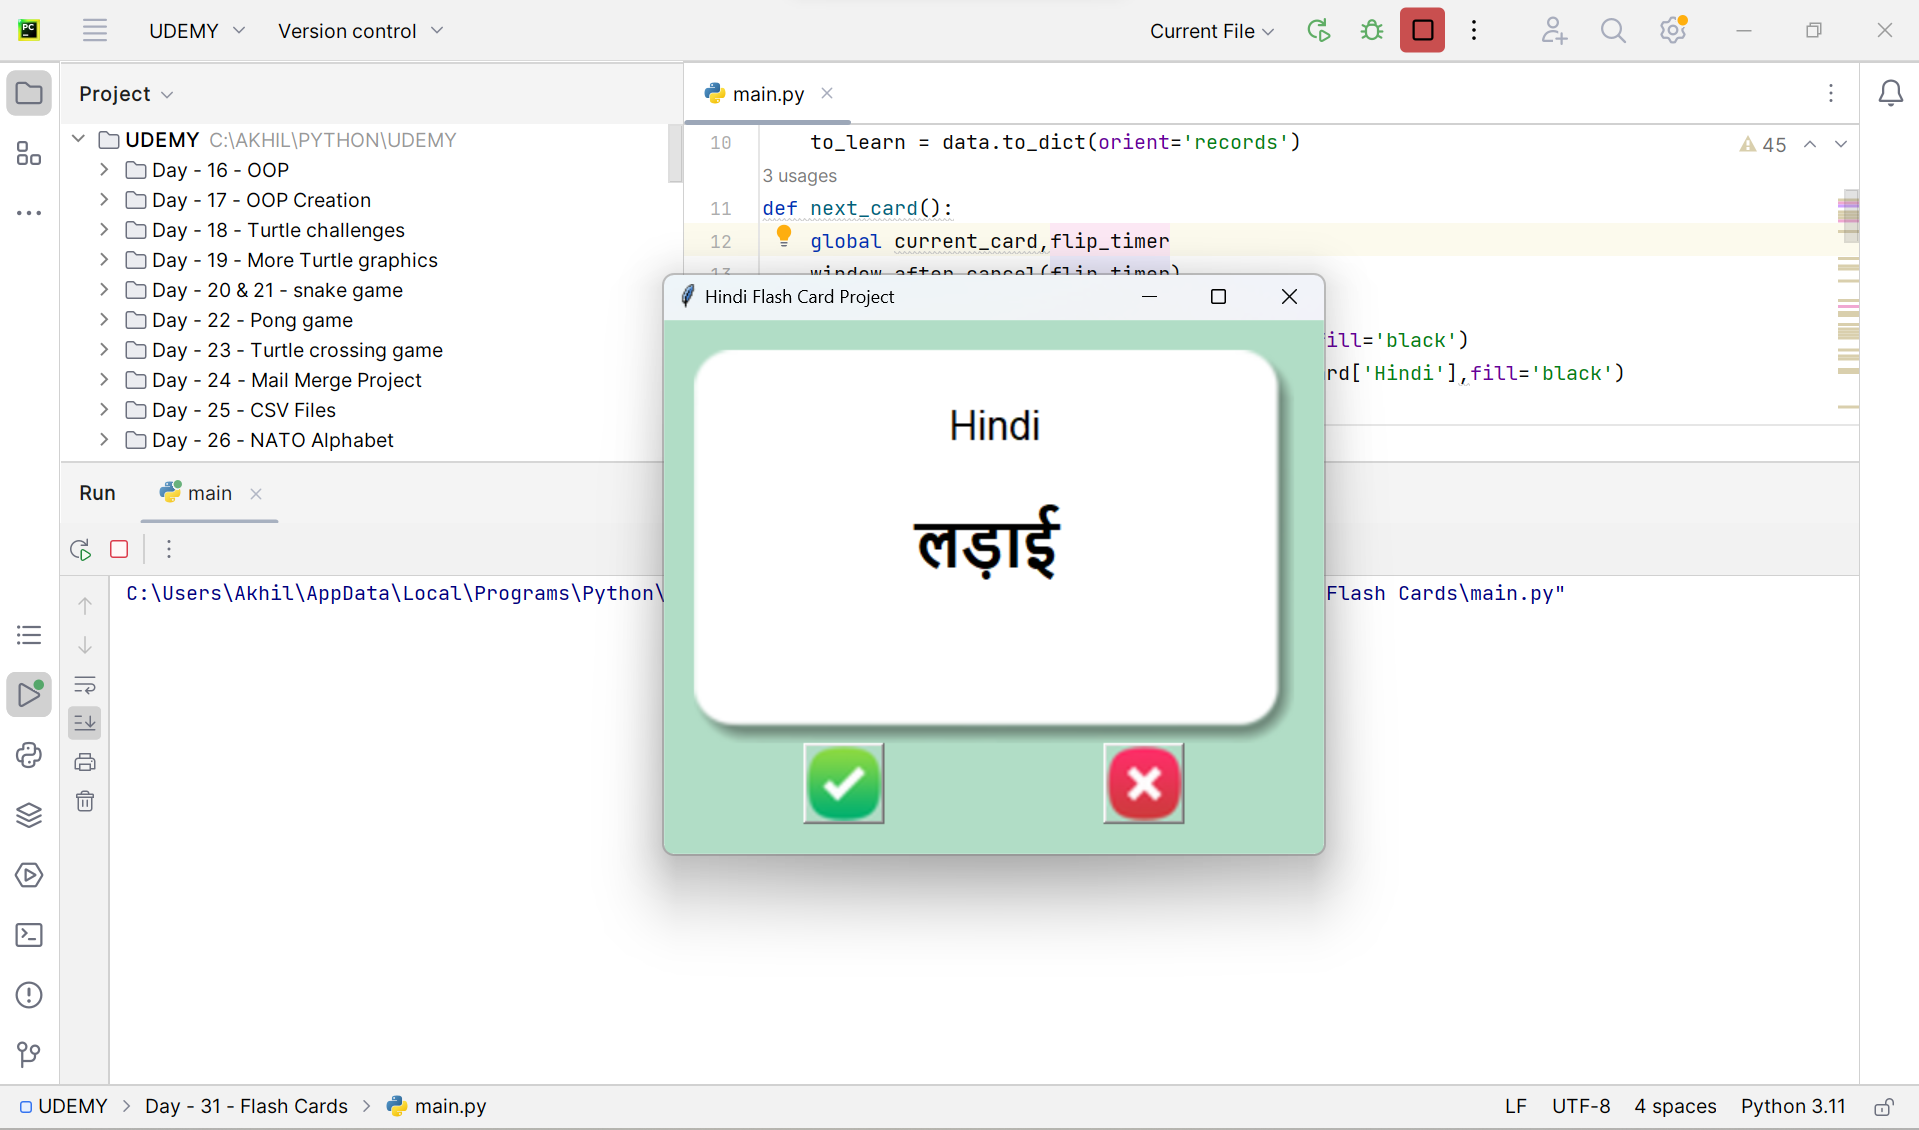 PC
UDEMY
Version control
Current File
Project
main.py
UDEMY C:\AKHIL\PYTHON\UDEMY
Day - 16 - OOP
Day - 17 - OOP Creation
Day - 18 - Turtle challenges
Day - 19 - More Turtle graphics
Day - 20 & 21 - snake game
Day - 22 - Pong game
Day - 23 - Turtle crossing game
Day - 24 - Mail Merge Project
Day - 25 - CSV Files
Day - 26 - NATO Alphabet
10 to_learn = data.to_dict(orient='records')
45
3 usages
11 def next_card():
12 global current_card,flip_timer
13 window.after_cancel(flip_timer)
fill='black')
rd['Hindi'],fill='black')
Hindi Flash Card Project
Hindi
लड़ाई
Run
main
C:\Users\Akhil\AppData\Local\Programs\Python\
Flash Cards\main.py"
UDEMY > Day - 31 - Flash Cards > main.py
LF UTF-8 4 spaces Python 3.11